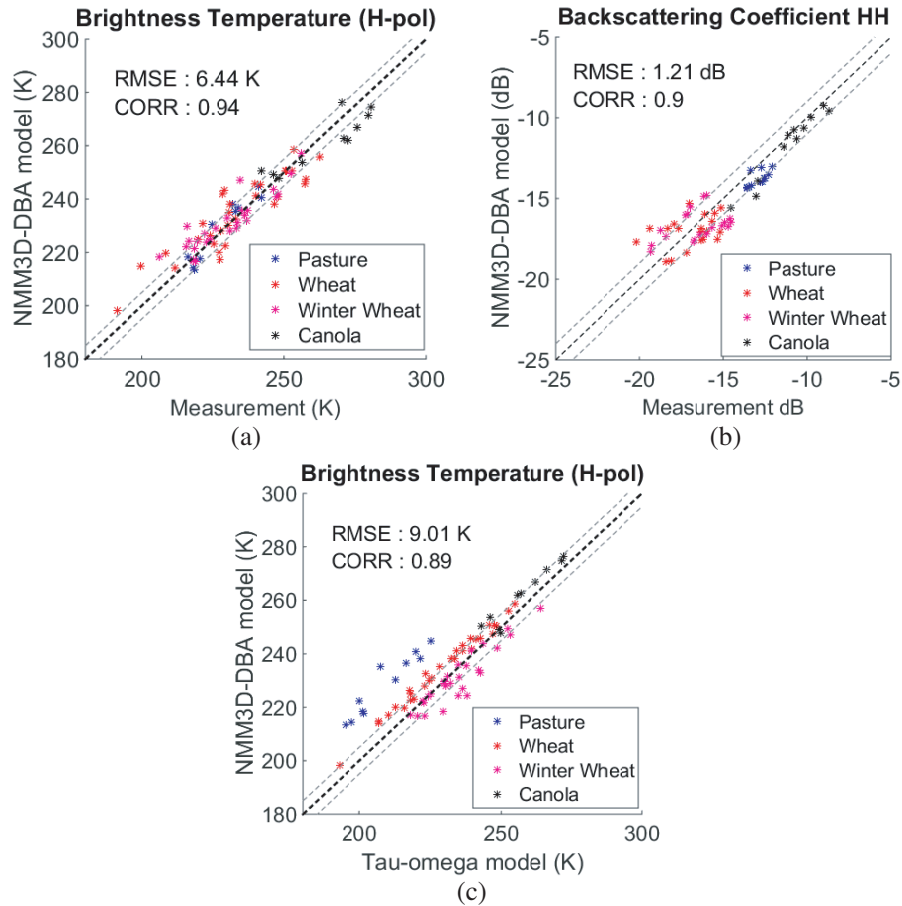 Brightness Temperature (H-pol)
300
280
260
240
220
200
180
NMM3D-DBA model (K)
RMSE : 6.44 K
CORR : 0.94
Pasture
Wheat
Winter Wheat
Canola
200
250
300
Measurement (K)
(a)
Backscattering Coefficient HH
-5
-10
-15
-20
-25
NMM3D-DBA model (dB)
RMSE : 1.21 dB
CORR : 0.9
Pasture
Wheat
Winter Wheat
Canola
-25
-20
-15
-10
-5
Measurement dB
(b)
Brightness Temperature (H-pol)
300
280
260
240
220
200
180
NMM3D-DBA model (K)
RMSE : 9.01 K
CORR : 0.89
Pasture
Wheat
Winter Wheat
Canola
200
250
300
Tau-omega model (K)
(c)